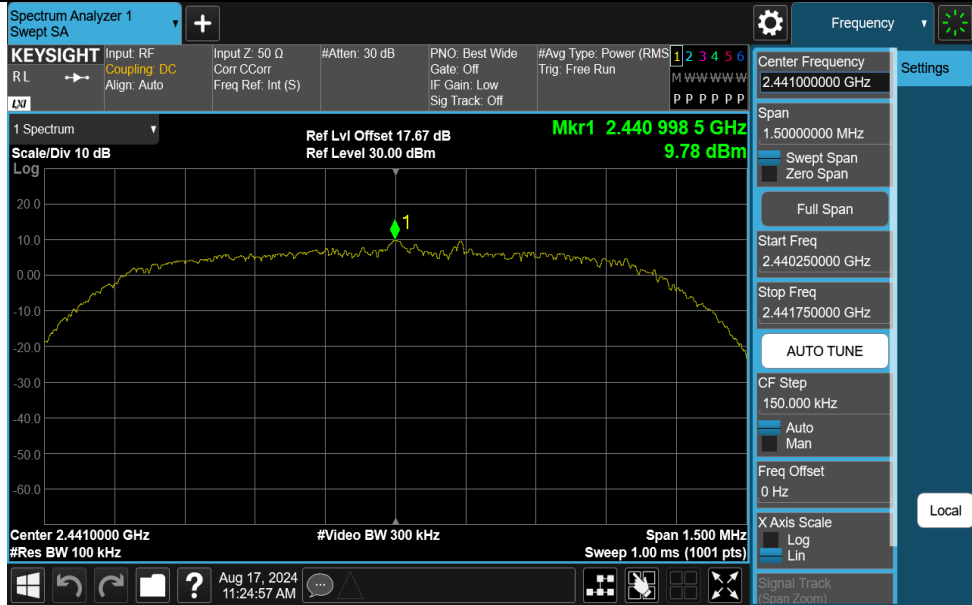 Spectrum Analyzer 1
Swept SA
+
Frequency
KEYSIGHT
R L
LXI
Input: RF
Coupling: DC
Align: Auto
Input Z: 50 Ω
Corr CCorr
Freq Ref: Int (S)
#Atten: 30 dB
PNO: Best Wide
Gate: Off
IF Gain: Low
Sig Track: Off
#Avg Type: Power (RMS
Trig: Free Run
1 2 3 4 5 6
M W W W W W
P P P P P P
Center Frequency
2.441000000 GHz
Settings
Span
1.50000000 MHz
Swept Span
Zero Span
Full Span
Start Freq
2.440250000 GHz
Stop Freq
2.441750000 GHz
AUTO TUNE
CF Step
150.000 kHz
Auto
Man
Freq Offset
0 Hz
X Axis Scale
Log
Lin
Signal Track
(Span Zoom)
Local
1 Spectrum
Scale/Div 10 dB
Log
Ref Lvl Offset 17.67 dB
Ref Level 30.00 dBm
Mkr1 2.440 998 5 GHz
9.78 dBm
1
20.0
10.0
0.00
-10.0
-20.0
-30.0
-40.0
-50.0
-60.0
Center 2.4410000 GHz
#Res BW 100 kHz
#Video BW 300 kHz
Span 1.500 MHz
Sweep 1.00 ms (1001 pts)
?
Aug 17, 2024
11:24:57 AM